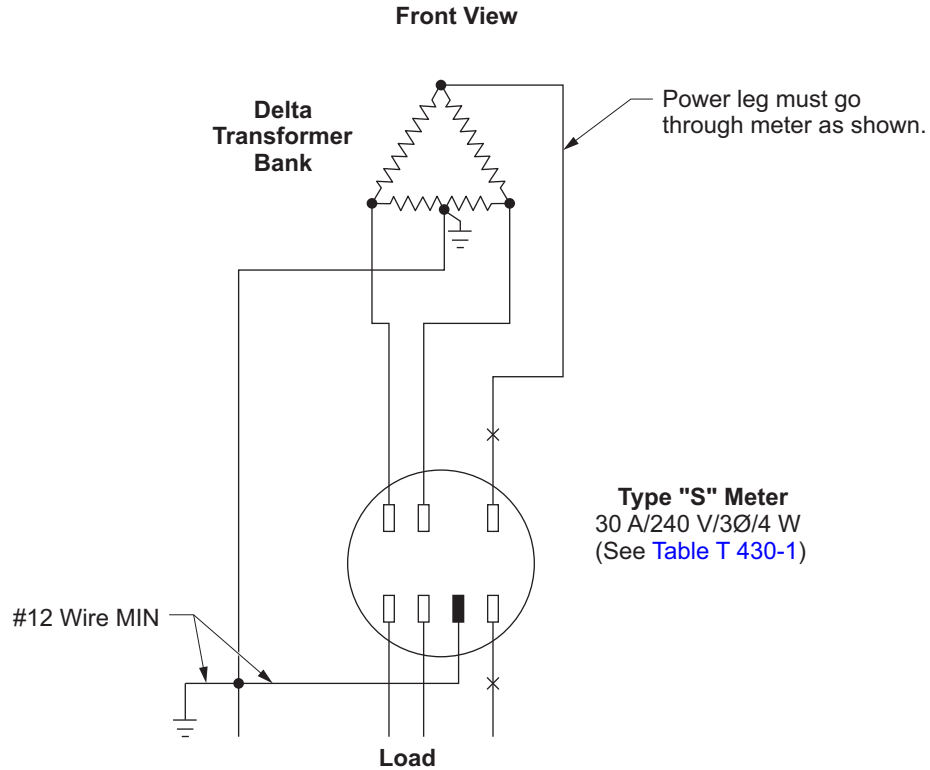 Front View
Delta
Transformer
Bank
Power leg must go
through meter as shown.
Type "S" Meter
30 A/240 V/3Ø/4 W
(See Table T 430-1)
#12 Wire MIN
Load